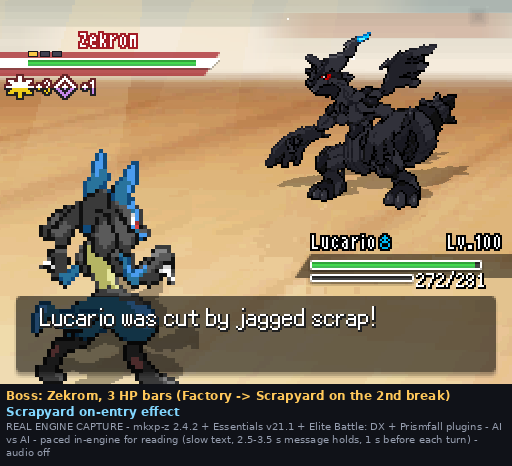 Zekrom
+3 +1
Lucario♂ Lv.100
272/281
Lucario was cut by jagged scrap!
Boss: Zekrom, 3 HP bars (Factory -> Scrapyard on the 2nd break)
Scrapyard on-entry effect
REAL ENGINE CAPTURE - mkxp-z 2.4.2 + Essentials v21.1 + Elite Battle: DX + Prismfall plugins - AI
vs AI - paced in-engine for reading (slow text, 2.5-3.5 s message holds, 1 s before each turn) -
audio off